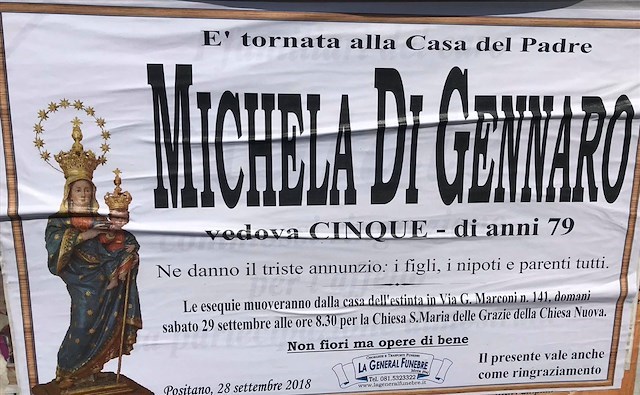 E' tornata alla Casa del Padre
MICHELA DI GENNARO
vedova CINQUE - di anni 79
Ne danno il triste annunzio: i figli, i nipoti e parenti tutti.
Le esequie muoveranno dalla casa dell'estinta in Via G. Marconi n. 141, domani
sabato 29 settembre alle ore 8.30 per la Chiesa S.Maria delle Grazie della Chiesa Nuova.
Non fiori ma opere di bene
LA GENERAL FUNEBRE
Tel. 081.5323322
www.lageneralfunebre.it
Il presente vale anche
come ringraziamento
Positano, 28 settembre 2018